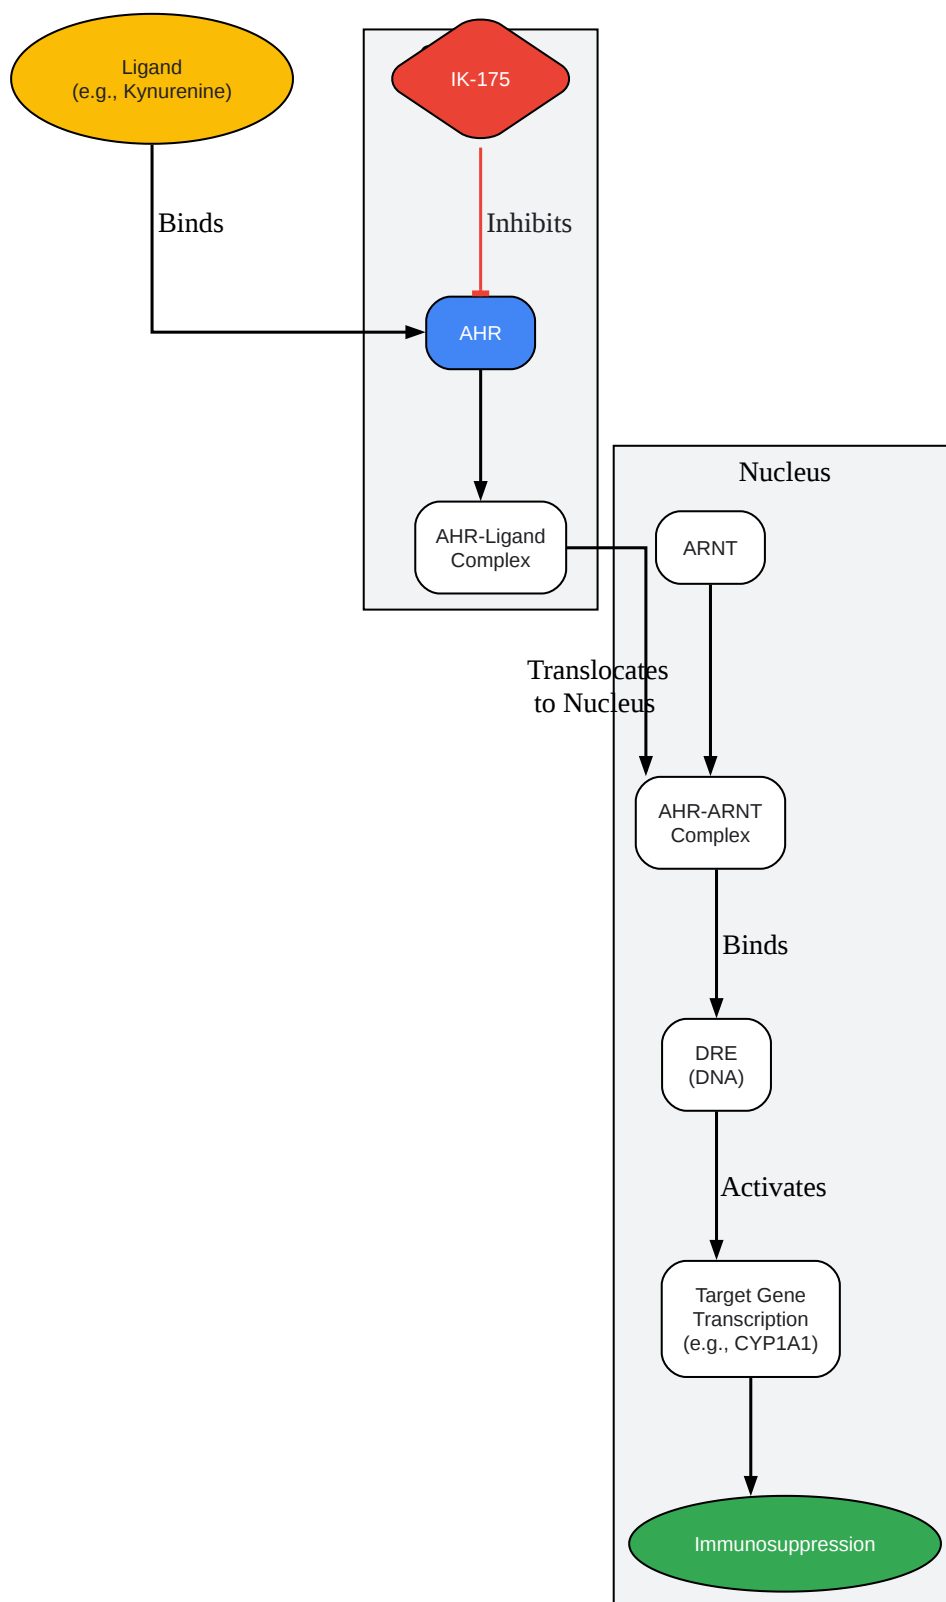 Ligand
(e.g., Kynurenine)
IK-175
Binds
Inhibits
AHR
Nucleus
AHR-Ligand
Complex
ARNT
Translocates
to Nucleus
AHR-ARNT
Complex
Binds
DRE
(DNA)
Activates
Target Gene
Transcription
(e.g., CYP1A1)
Immunosuppression